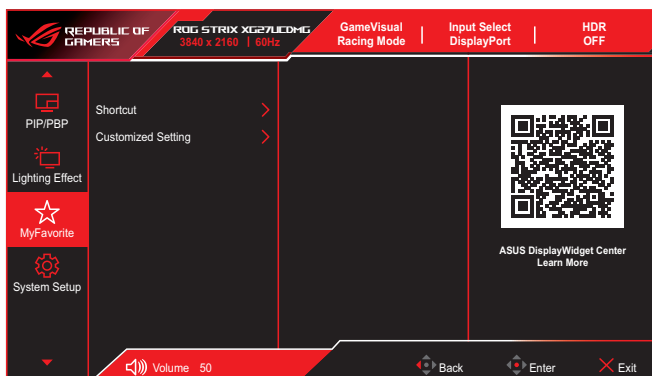 REPUBLIC OF
GAMERS
ROG STRIX XG27UCDMG
3840 x 2160 | 60Hz
GameVisual
Racing Mode
Input Select
DisplayPort
HDR
OFF
PIP/PBP
Lighting Effect
MyFavorite
System Setup
Shortcut
Customized Setting
ASUS DisplayWidget Center
Learn More
Volume 50
Back
Enter
Exit